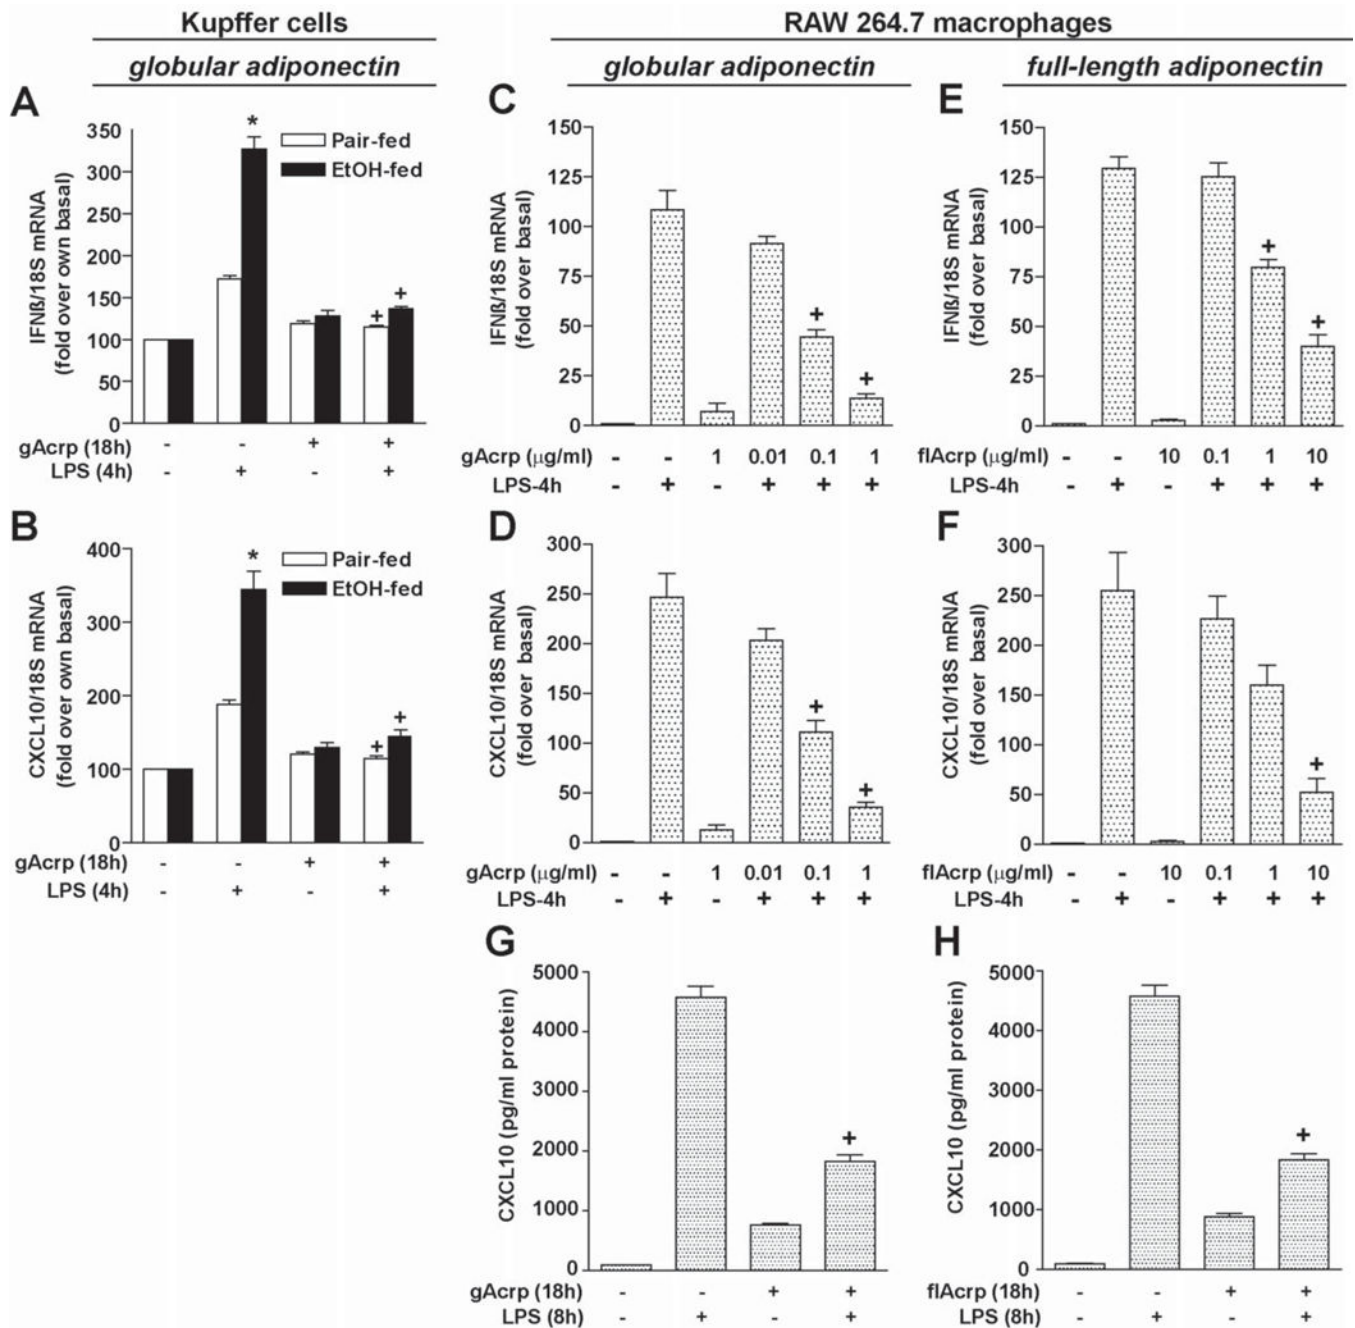 Kupffer cells
RAW 264.7 macrophages
globular adiponectin
globular adiponectin
full-length adiponectin
A
IFNß/18S mRNA
(fold over own basal)
350
300
250
200
150
100
50
0
*
+
+
Pair-fed
EtOH-fed
gAcrp (18h) - - + +
LPS (4h) - + - +
C
IFNß/18S mRNA
(fold over basal)
150
125
100
75
50
25
0
+
+
gAcrp (µg/ml) - - 1 0.01 0.1 1
LPS-4h - + - + + +
E
IFNß/18S mRNA
(fold over basal)
150
125
100
75
50
25
0
+
+
flAcrp (µg/ml) - - 10 0.1 1 10
LPS-4h - + - + + +
B
CXCL10/18S mRNA
(fold over own basal)
400
300
200
100
0
*
+
+
Pair-fed
EtOH-fed
gAcrp (18h) - - + +
LPS (4h) - + - +
D
CXCL10/18S mRNA
(fold over basal)
300
250
200
150
100
50
0
+
+
gAcrp (µg/ml) - - 1 0.01 0.1 1
LPS-4h - + - + + +
F
CXCL10/18S mRNA
(fold over basal)
300
250
200
150
100
50
0
+
flAcrp (µg/ml) - - 10 0.1 1 10
LPS-4h - + - + + +
G
CXCL10 (pg/ml protein)
5000
4000
3000
2000
1000
0
+
gAcrp (18h) - - + +
LPS (8h) - + - +
H
CXCL10 (pg/ml protein)
5000
4000
3000
2000
1000
0
+
flAcrp (18h) - - + +
LPS (8h) - + - +